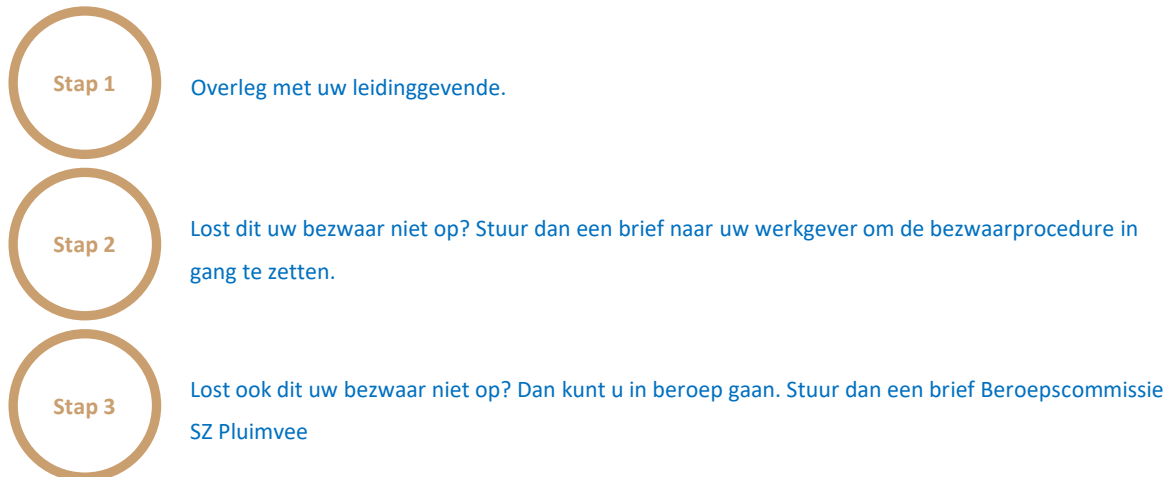 Stap 1
Overleg met uw leidinggevende.
Stap 2
Lost dit uw bezwaar niet op? Stuur dan een brief naar uw werkgever om de bezwaarprocedure in
gang te zetten.
Stap 3
Lost ook dit uw bezwaar niet op? Dan kunt u in beroep gaan. Stuur dan een brief Beroepscommissie
SZ Pluimvee